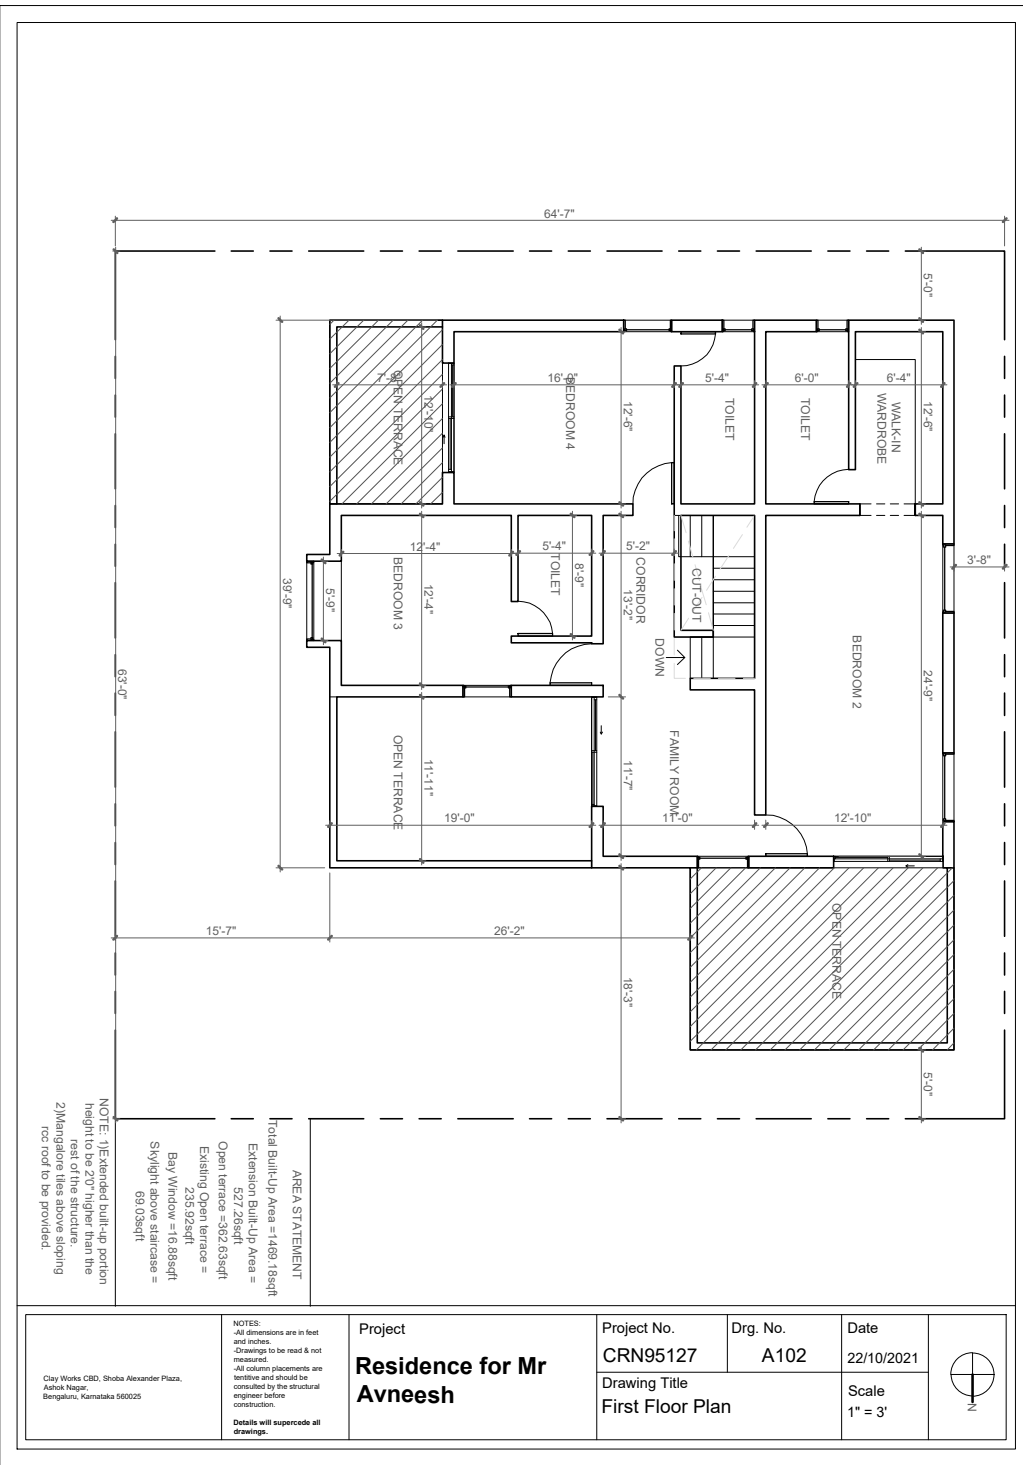 64'-7"
5'-0"
7'-8"
16'-0"
5'-4"
6'-0"
6'-4"
OPEN TERRACE
12'-10"
BEDROOM 4
12'-6"
TOILET
TOILET
WALK-IN
WARDROBE
12'-6"
12'-4"
5'-4"
5'-2"
3'-8"
39'-9"
5'-9"
BEDROOM 3
12'-4"
TOILET
8'-9"
CORRIDOR
13'-2"
CUT-OUT
DOWN
BEDROOM 2
24'-9"
63'-0"
OPEN TERRACE
11'-11"
FAMILY ROOM
11'-7"
19'-0"
11'-0"
12'-10"
15'-7"
26'-2"
18'-3"
OPEN TERRACE
5'-0"
AREA STATEMENT
Total Built-Up Area =1469.18sqft
Extension Built-Up Area =
527.26sqft
Open terrace =362.63sqft
Existing Open terrace =
235.92sqft
Bay Window =16.88sqft
Skylight above staircase =
69.03sqft
NOTE: 1)Extended built-up portion
height to be 2'0" higher than the
rest of the structure.
2)Mangalore tiles above sloping
rcc roof to be provided.
Clay Works CBD, Shoba Alexander Plaza,
Ashok Nagar,
Bengaluru, Karnataka 560025
NOTES:
-All dimensions are in feet
and inches.
-Drawings to be read & not
measured.
-All column placements are
tentitive and should be
consulted by the structural
engineer before
construction.
Details will supercede all
drawings.
Project
Residence for Mr
Avneesh
Project No.
CRN95127
Drg. No.
A102
Date
22/10/2021
Drawing Title
First Floor Plan
Scale
1" = 3'
N